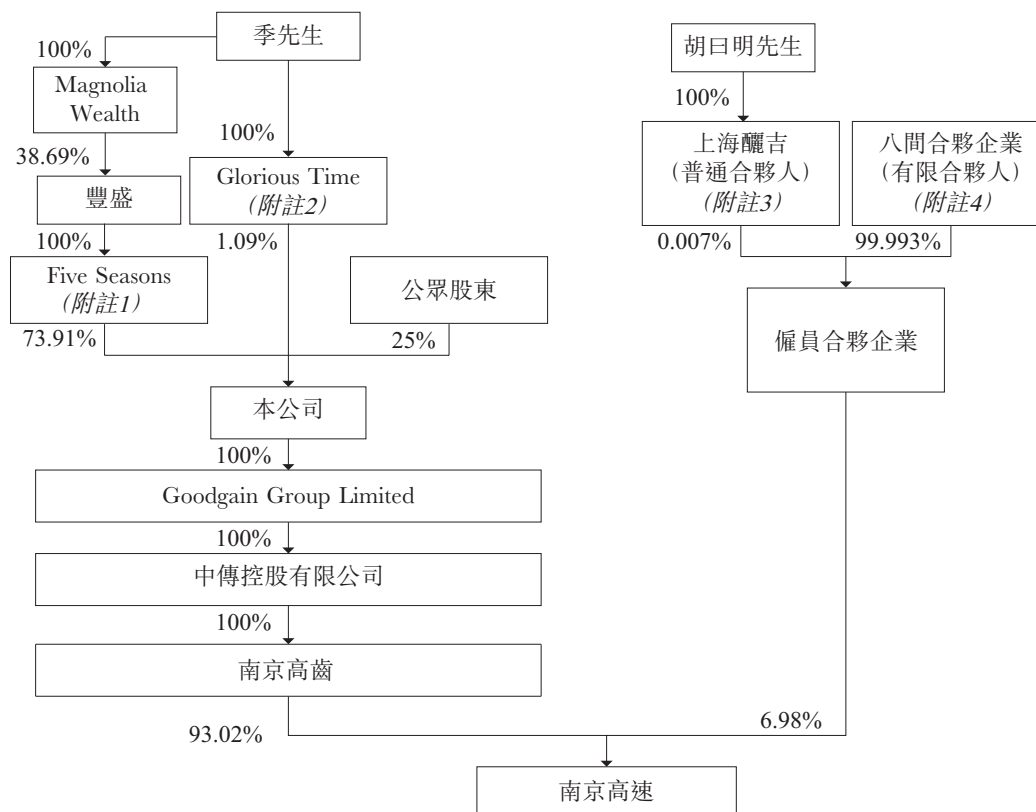 季先生
100%
Magnolia
Wealth
38.69%
豐盛
100%
Five Seasons
(附註1)
73.91%
100%
Glorious Time
(附註2)
1.09%
公眾股東
25%
本公司
100%
Goodgain Group Limited
100%
中傳控股有限公司
100%
南京高齒
93.02%
胡曰明先生
100%
上海釃吉
(普通合夥人)
(附註3)
0.007%
八間合夥企業
(有限合夥人)
(附註4)
99.993%
僱員合夥企業
6.98%
南京高速